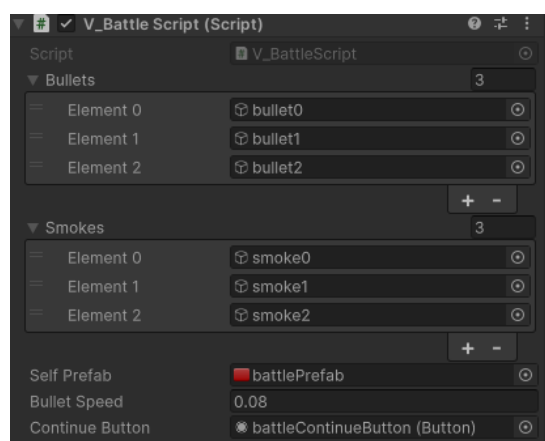 V_Battle Script (Script)
Script V_BattleScript
Bullets 3
Element 0 bullet0
Element 1 bullet1
Element 2 bullet2
+ -
Smokes 3
Element 0 smoke0
Element 1 smoke1
Element 2 smoke2
+ -
Self Prefab battlePrefab
Bullet Speed 0.08
Continue Button battleContinueButton (Button)